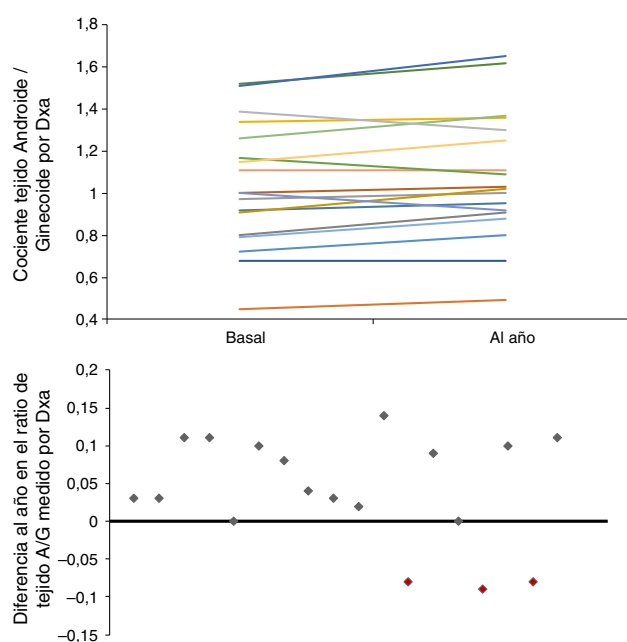 Cociente tejido Androide /
Ginecoide por Dxa
1,8
1,6
1,4
1,2
1
0,8
0,6
0,4
Basal
Al año
Diferencia al año en el ratio de
tejido A/G medido por Dxa
0,2
0,15
0,1
0,05
0
–0,05
–0,1
–0.15